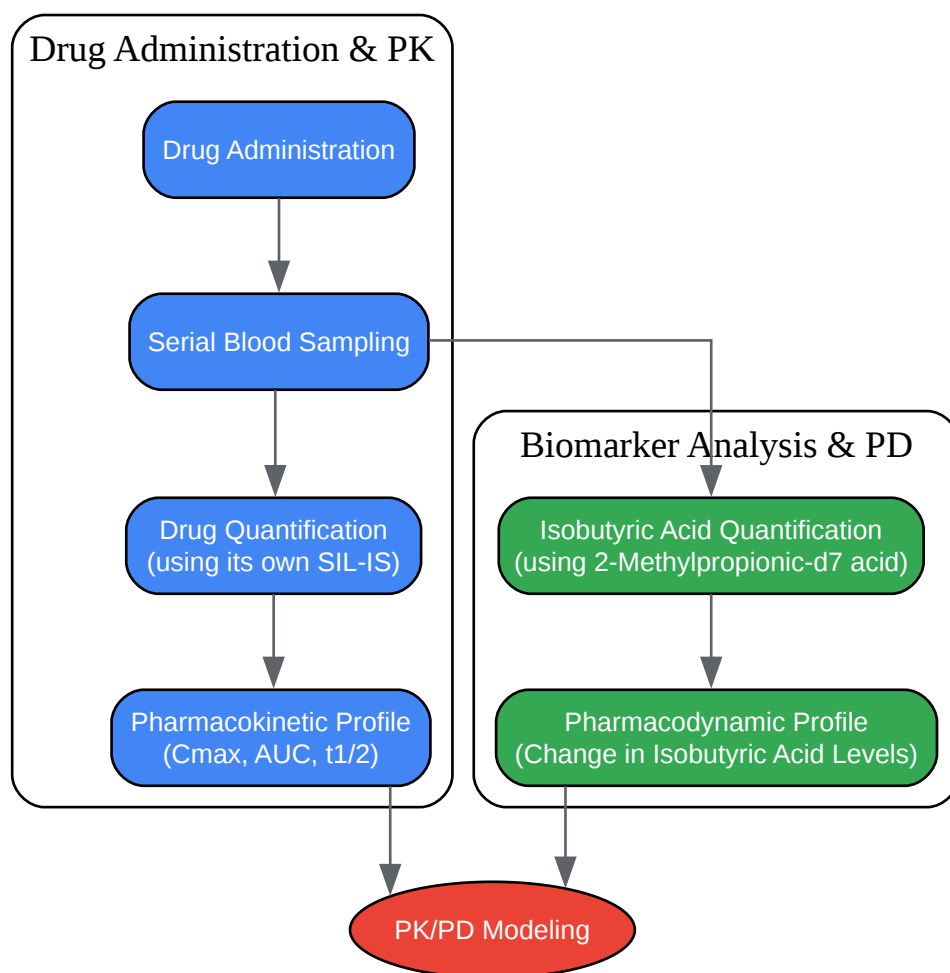 Drug Administration & PK
Drug Administration
Serial Blood Sampling
Drug Quantification
(using its own SIL-IS)
Pharmacokinetic Profile
(Cmax, AUC, t1/2)
Biomarker Analysis & PD
Isobutyric Acid Quantification
(using 2-Methylpropionic-d7 acid)
Pharmacodynamic Profile
(Change in Isobutyric Acid Levels)
PK/PD Modeling